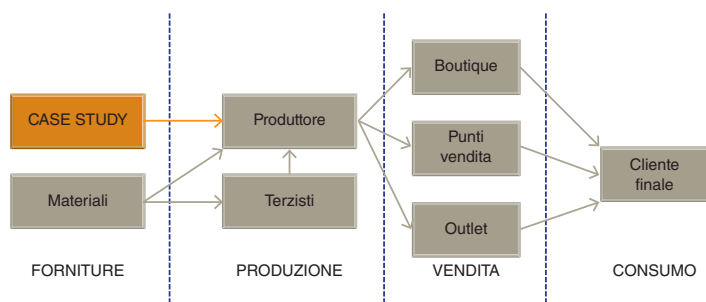 Boutique
CASE STUDY
Produttore
Punti
vendita
Cliente
finale
Materiali
Terzisti
Outlet
FORNITURE
PRODUZIONE
VENDITA
CONSUMO